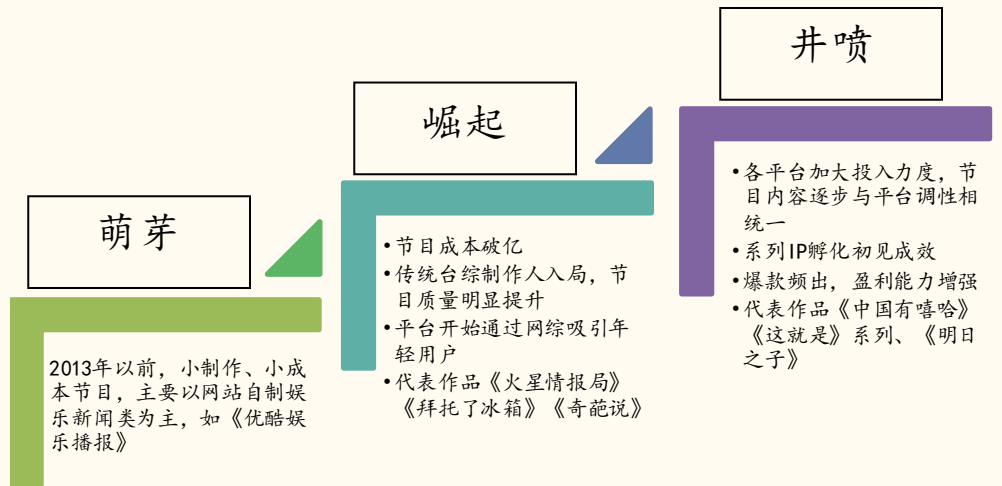 萌芽
2013年以前，小制作、小成
本节目，主要以网站自制娱
乐新闻类为主，如《优酷娱
乐播报》
崛起
•节目成本破亿
•传统台综制作人入局，节
目质量明显提升
•平台开始通过网综吸引年
轻用户
•代表作品《火星情报局》
《拜托了冰箱》《奇葩说》
井喷
•各平台加大投入力度，节
目内容逐步与平台调性相
统一
•系列IP孵化初见成效
•爆款频出，盈利能力增强
•代表作品《中国有嘻哈》
《这就是》系列、《明日
之子》